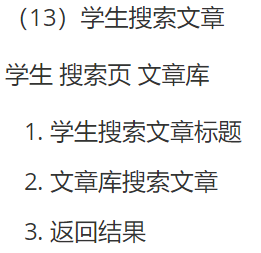 （13）学生搜索文章
学生 搜索页 文章库
1. 学生搜索文章标题
2. 文章库搜索文章
3. 返回结果